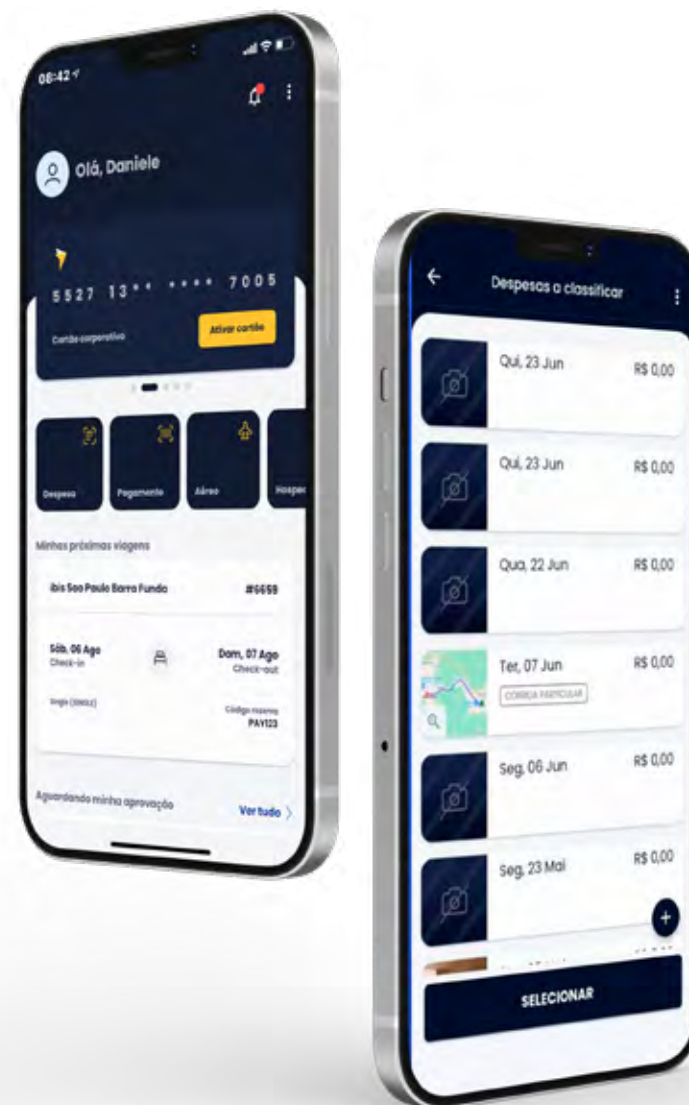 08:42
Olá, Daniele
5527 13** **** 7005
Cartão corporativo
Ativar cartão
Despesa
Pagamento
Aéreo
Hosped
Minhas próximas viagens
ibis Sao Paulo Barra Funda
#6659
Sáb, 06 Ago
Check-in
Dom, 07 Ago
Check-out
Single (SINGLE)
Código reserva
PAY123
Aguardando minha aprovação
Ver tudo
Despesas a classificar
Qui, 23 Jun
R$ 0,00
Qui, 23 Jun
R$ 0,00
Qua, 22 Jun
R$ 0,00
Ter, 07 Jun
R$ 0,00
CORRIDA PARTICULAR
Seg, 06 Jun
R$ 0,00
Seg, 23 Mai
R$ 0,00
SELECIONAR